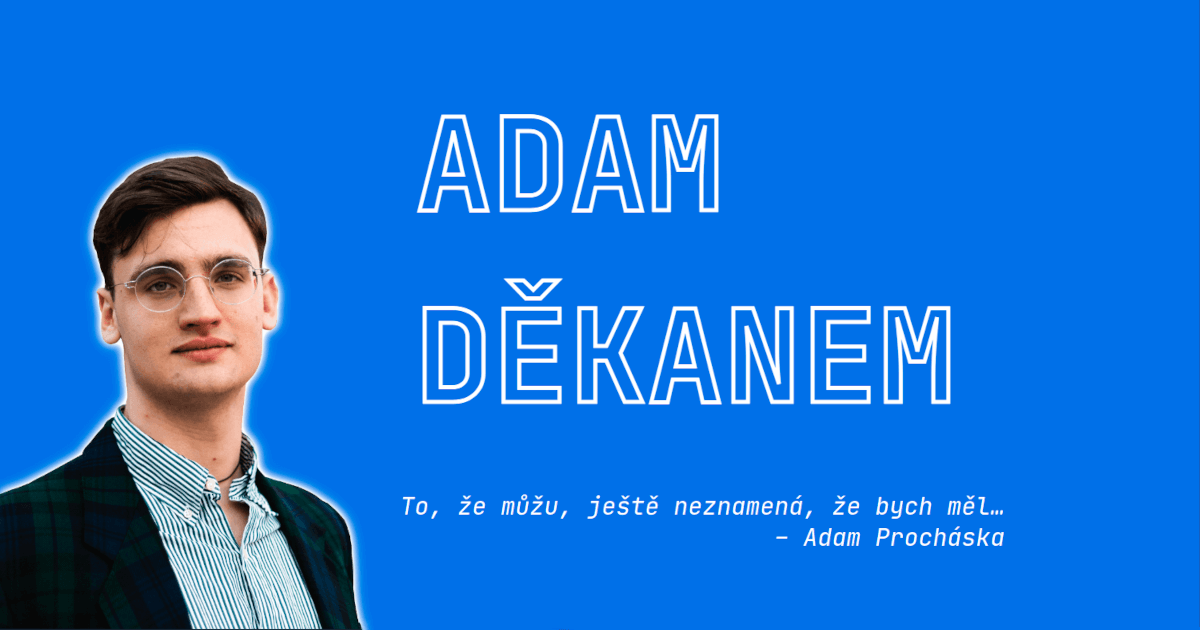 ADAM
DĚKANEM
To, že můžu, ještě neznamená, že bych měl…
– Adam Procháska